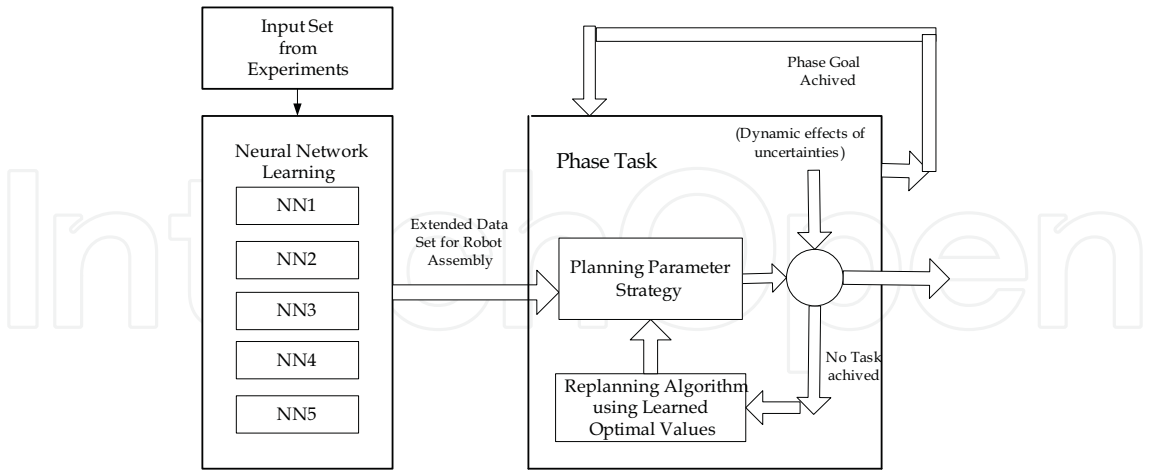 Input Set
from
Experiments
Neural Network
Learning
NN1
NN2
NN3
NN4
NN5
Extended Data
Set for Robot
Assembly
Phase Task
Planning Parameter
Strategy
Replanning Algorithm
using Learned
Optimal Values
(Dynamic effects of
uncertainties)
No Task
achived
Phase Goal
Achived
IntechOpen